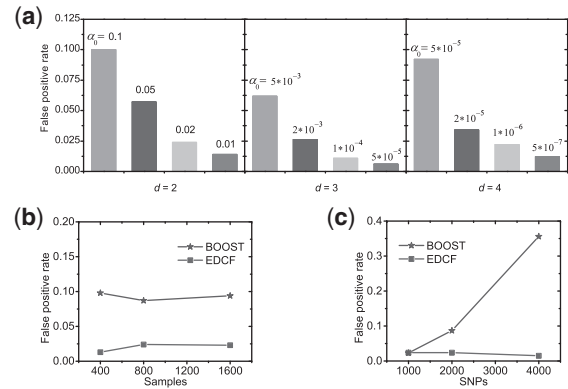 (a)
False positive rate
0.125
0.100
0.075
0.050
0.025
0.000
α₀ = 0.1
0.05
0.02
0.01
α₀ = 5*10⁻³
2*10⁻³
1*10⁻⁴
5*10⁻⁵
α₀ = 5*10⁻⁵
2*10⁻⁵
1*10⁻⁶
5*10⁻⁷
d = 2
d = 3
d = 4
(b)
False positive rate
0.20
0.15
0.10
0.05
0.00
BOOST
EDCF
400 800 1200 1600
Samples
(c)
False positive rate
0.4
0.3
0.2
0.1
0.0
BOOST
EDCF
1000 2000 3000 4000
SNPs